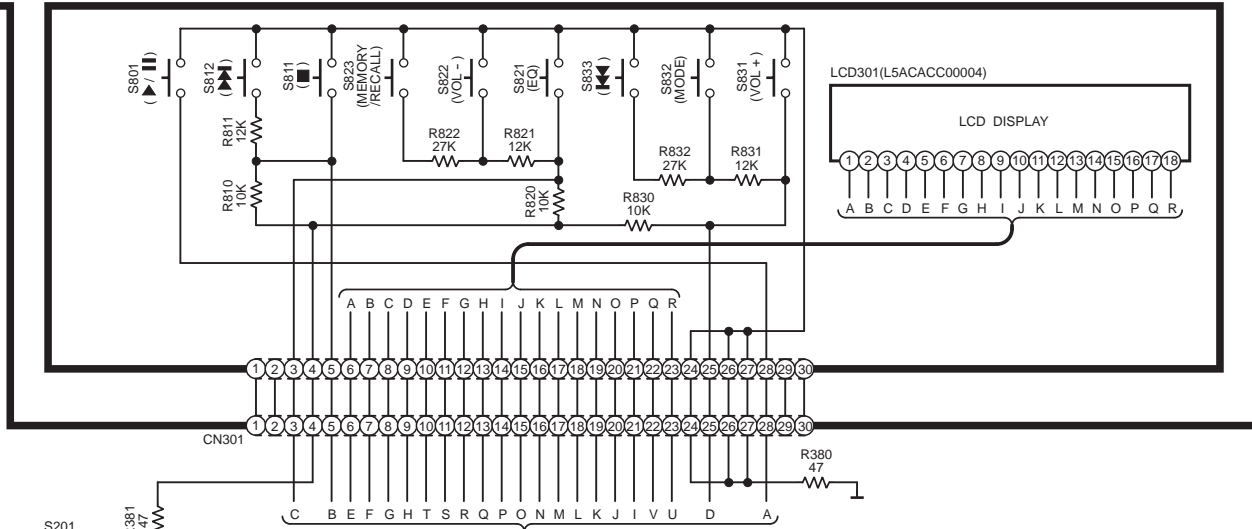 S801
( ▶ / ❚❚ )
S812
(⏮)
S811
(■)
S823
(MEMORY
/RECALL)
S822
(VOL -)
S821
(EQ)
S833
(⏭)
S832
(MODE)
S831
(VOL +)
LCD301(L5ACACC00004)
LCD DISPLAY
R811
12K
R822
27K
R821
12K
R832
27K
R831
12K
R810
10K
R820
10K
R830
10K
1 2 3 4 5 6 7 8 9 10 11 12 13 14 15 16 17 18
A B C D E F G H I J K L M N O P Q R
A B C D E F G H I J K L M N O P Q R
1 2 3 4 5 6 7 8 9 10 11 12 13 14 15 16 17 18 19 20 21 22 23 24 25 26 27 28 29 30
1 2 3 4 5 6 7 8 9 10 11 12 13 14 15 16 17 18 19 20 21 22 23 24 25 26 27 28 29 30
CN301
R380
47
C B E F G H T S R Q P O N M L K J I V U D A
S201
R381
47